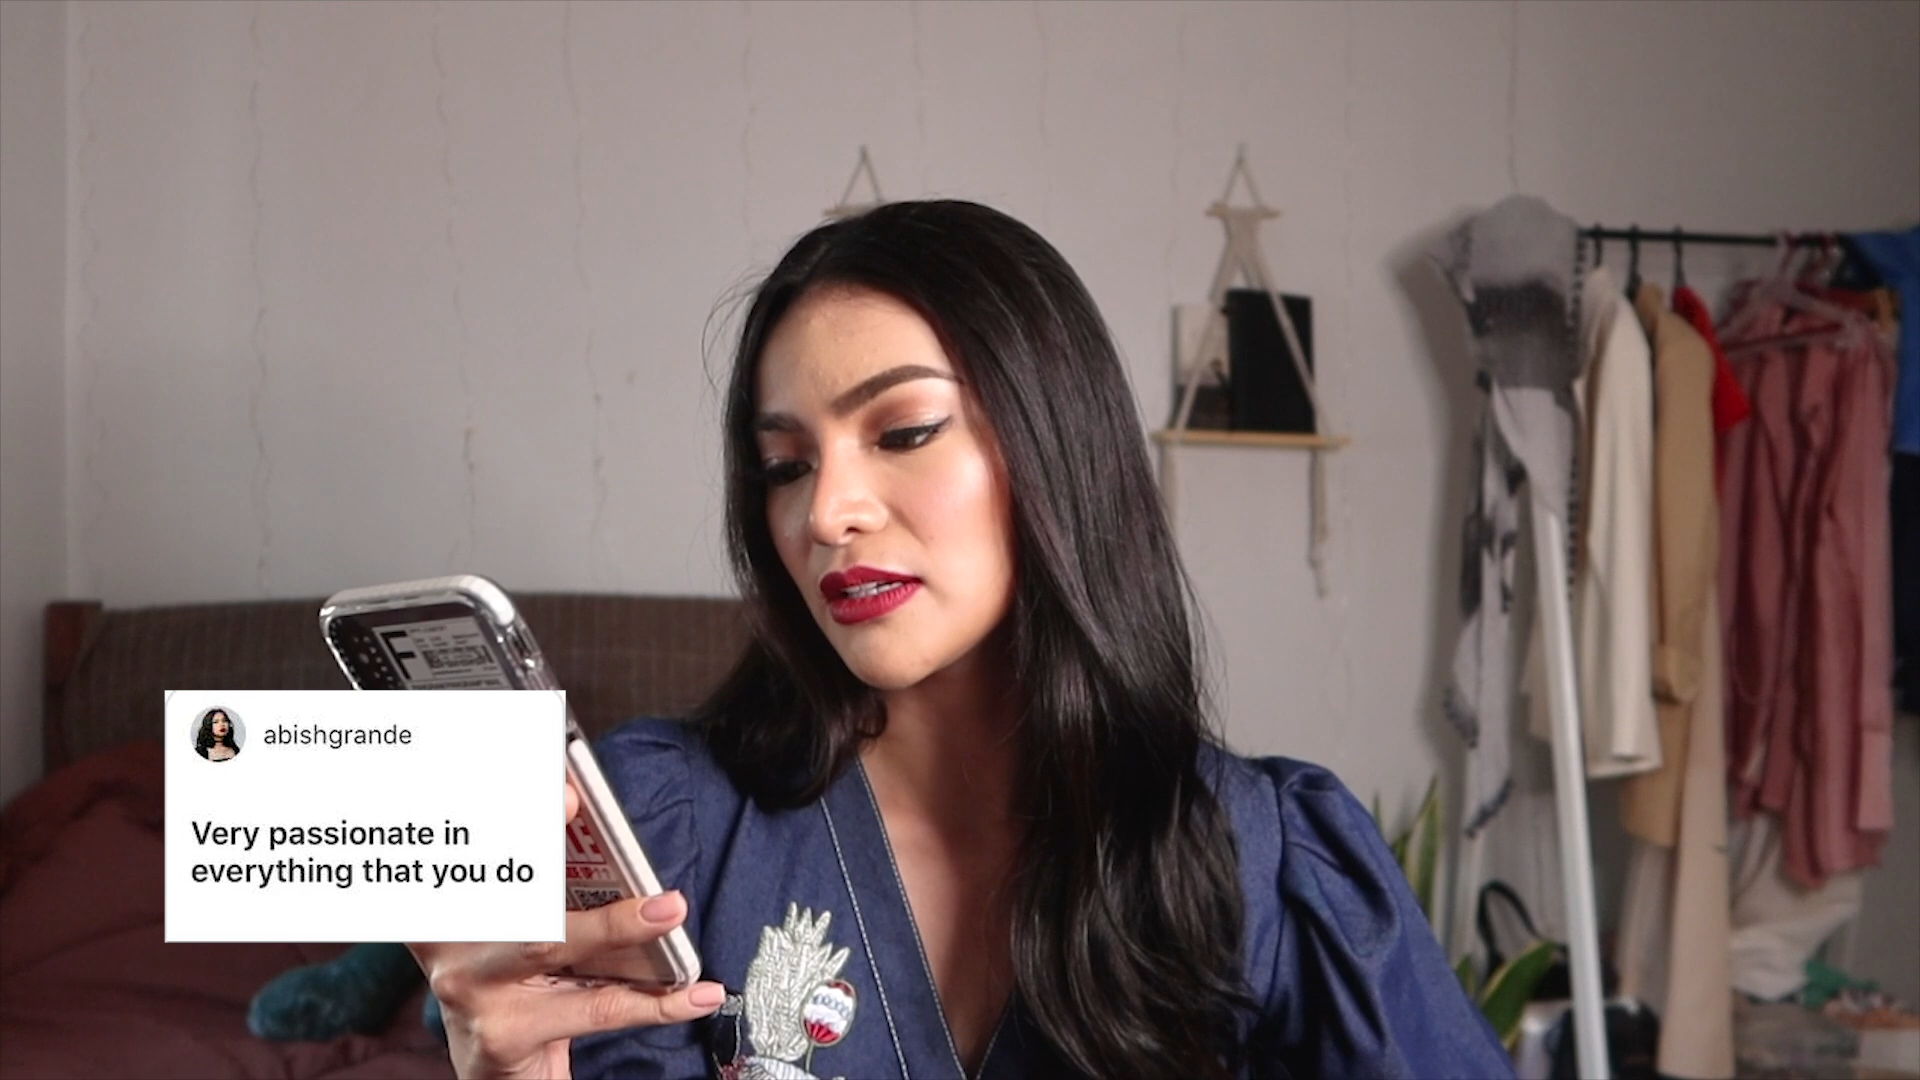 F
abishgrande
Very passionate in
everything that you do